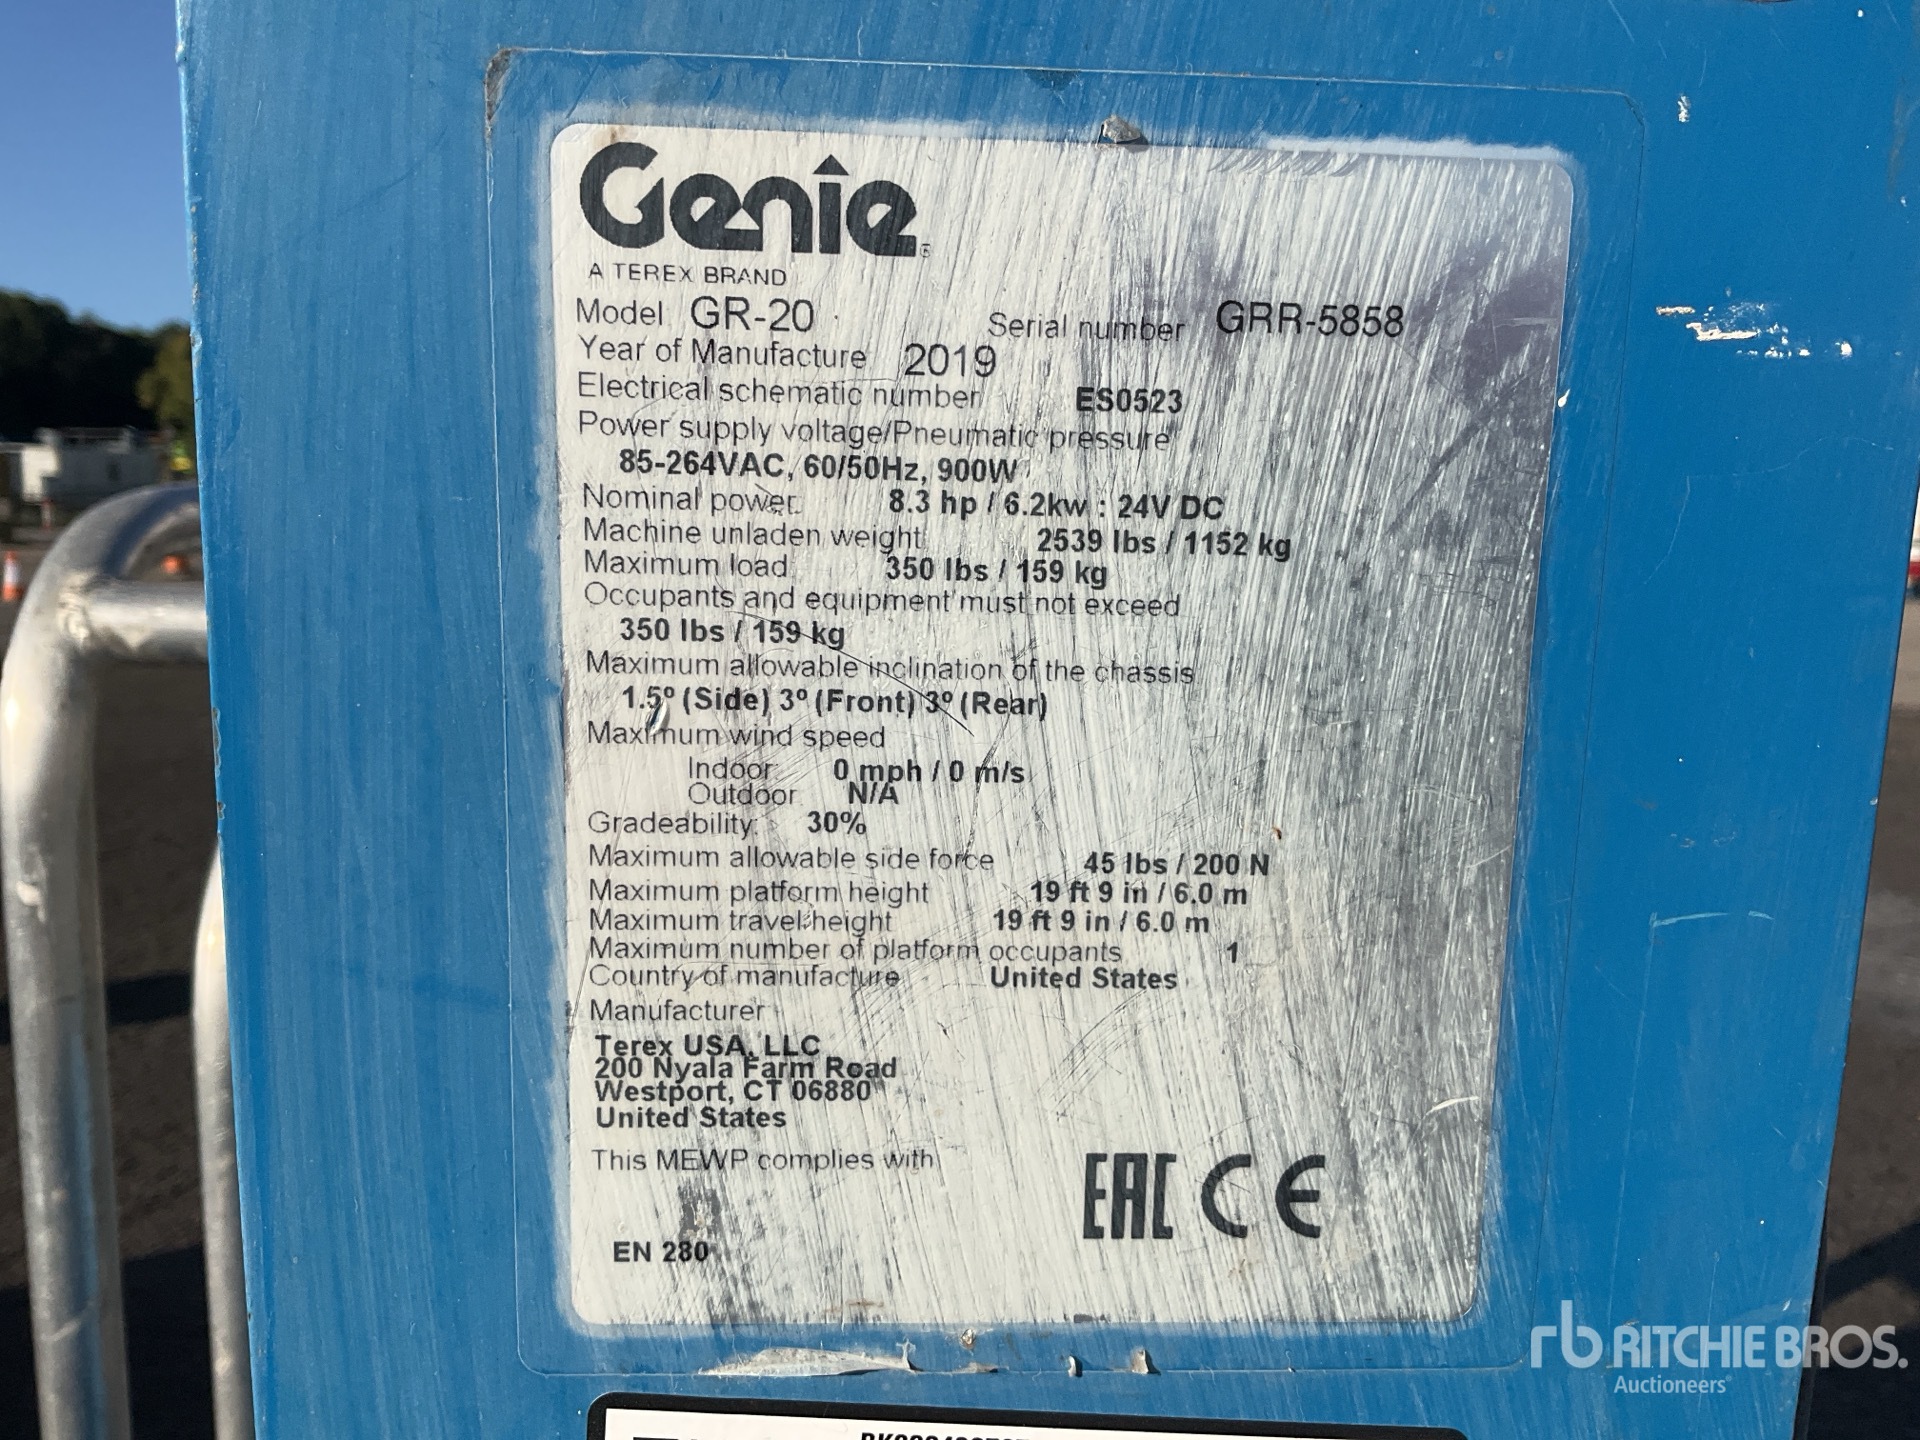 Genie®
A TEREX BRAND
Model GR-20 Serial number GRR-5858
Year of Manufacture 2019
Electrical schematic number ES0523
Power supply voltage/Pneumatic pressure
85-264VAC, 60/50Hz, 900W
Nominal power: 8.3 hp / 6.2kw : 24V DC
Machine unladen weight 2539 lbs / 1152 kg
Maximum load: 350 lbs / 159 kg
Occupants and equipment must not exceed
350 lbs / 159 kg
Maximum allowable inclination of the chassis
1.5º (Side) 3º (Front) 3º (Rear)
Maximum wind speed
Indoor: 0 mph / 0 m/s
Outdoor N/A
Gradeability: 30%
Maximum allowable side force 45 lbs / 200 N
Maximum platform height 19 ft 9 in / 6.0 m
Maximum travel height 19 ft 9 in / 6.0 m
Maximum number of platform occupants 1
Country of manufacture United States
Manufacturer
Terex USA, LLC
200 Nyala Farm Road
Westport, CT 06880
United States
This MEWP complies with
EAC CE
EN 280
rb RITCHIE BROS.
Auctioneers